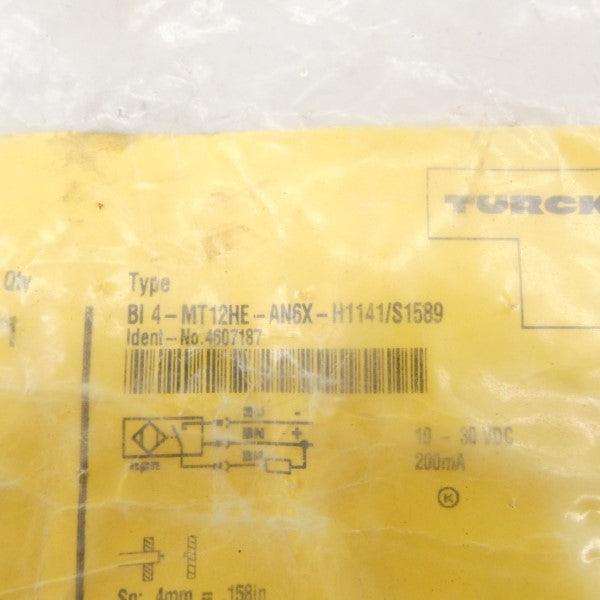 TURCK
Qty
Type
1
BI 4-MT12HE-AN6X-H1141/S1589
Ident-No.4607187
BU -
BN +
BK
npn
10 - 30 VDC
200mA
K
Sn: 4mm = .158in